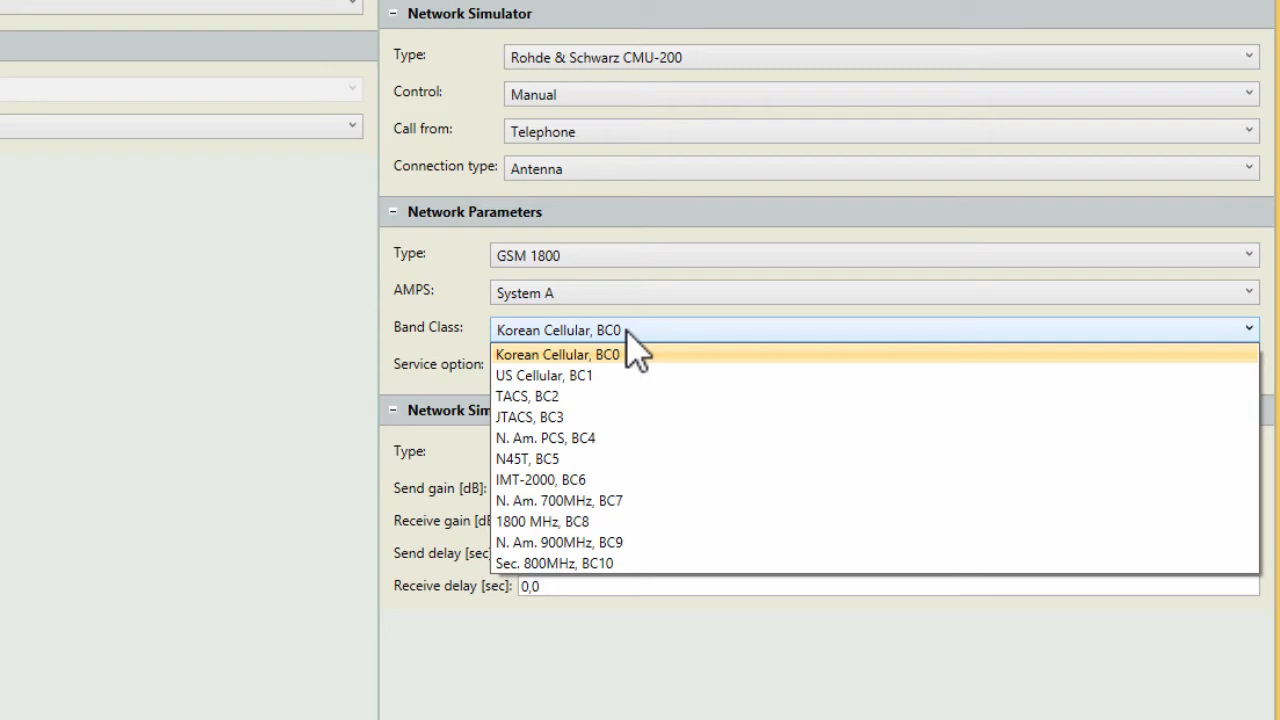 Network Simulator
Type: Rohde & Schwarz CMU-200
Control: Manual
Call from: Telephone
Connection type: Antenna
Network Parameters
Type: GSM 1800
AMPS: System A
Band Class: Korean Cellular, BC0
Korean Cellular, BC0
Service option:
US Cellular, BC1
TACS, BC2
Network Sim
JTACS, BC3
N. Am. PCS, BC4
Type:
N45T, BC5
IMT-2000, BC6
Send gain [dB]:
N. Am. 700MHz, BC7
Receive gain [dB
1800 MHz, BC8
N. Am. 900MHz, BC9
Send delay [sec]
Sec. 800MHz, BC10
Receive delay [sec]: 0,0